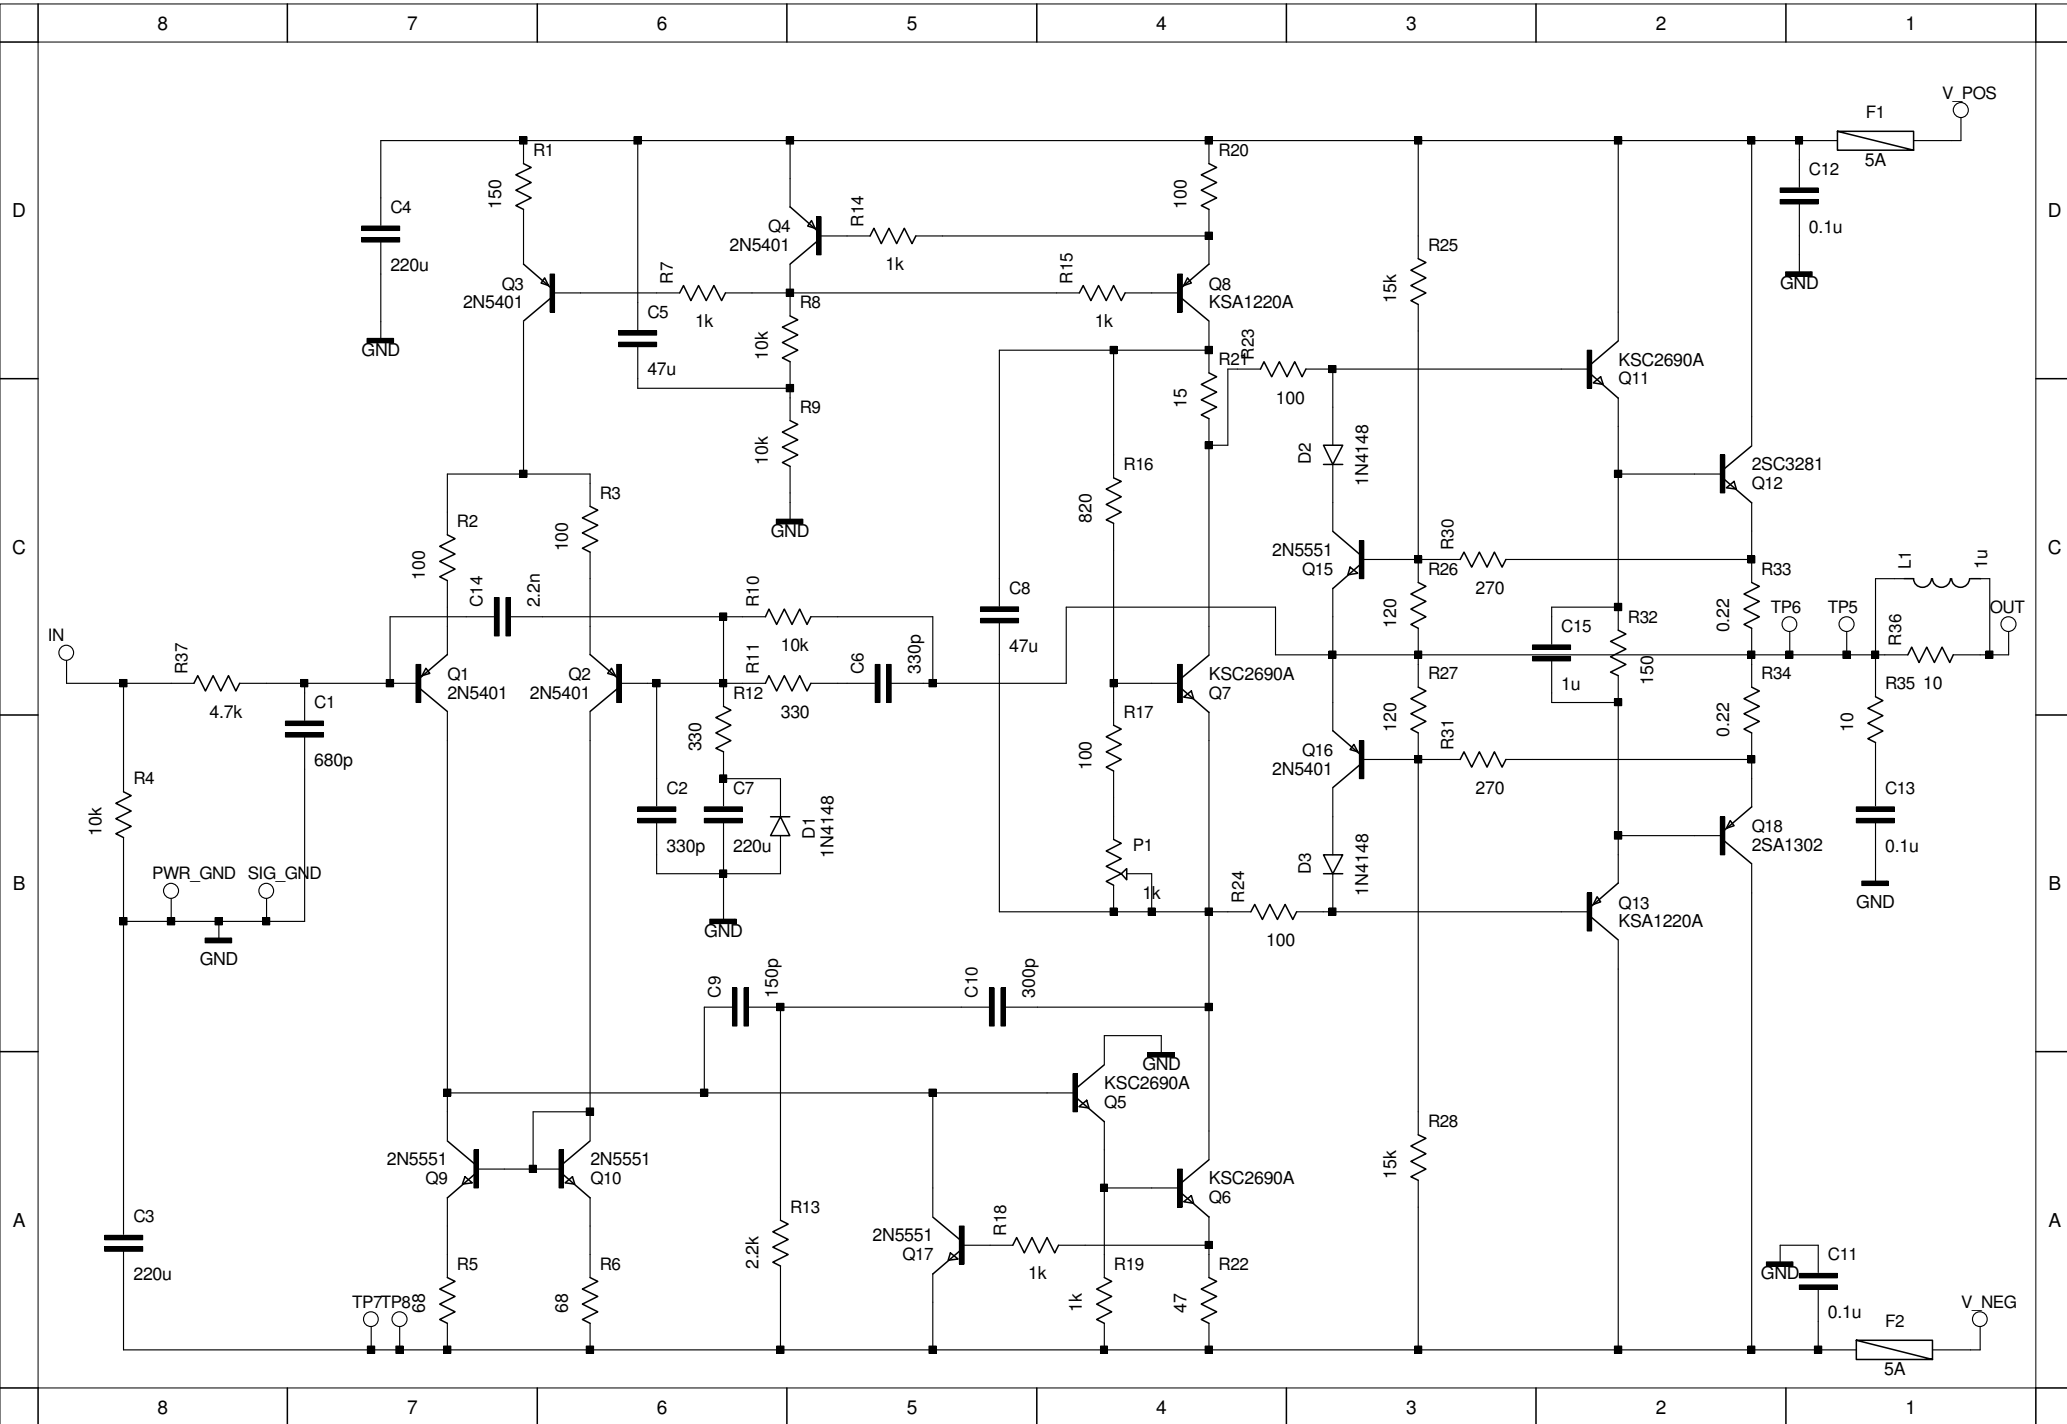 8 7 6 5 4 3 2 1
V_POS
F1
5A
R1
150
R20
100
C12
0.1u
GND
D
D
C4
220u
GND
Q4
2N5401
R14
1k
R25
15k
Q3
2N5401
R7
1k
C5
47u
R8
10k
R15
1k
Q8
KSA1220A
R21
15
R23
100
KSC2690A
Q11
R9
10k
GND
R3
100
R2
100
R16
820
D2
1N4148
2SC3281
Q12
C
C
C14
2.2n
R10
10k
C8
47u
2N5551
Q15
R30
270
R26
120
R33
0.22
L1
1u
IN
R37
4.7k
Q1
2N5401
Q2
2N5401
R11
330
C6
330p
KSC2690A
Q7
R27
120
C15
1u
R32
150
TP6
TP5
R36
10
OUT
C1
680p
R12
330
R17
100
Q16
2N5401
R31
270
R34
0.22
R35
10
R4
10k
C2
330p
C7
220u
D1
1N4148
C13
0.1u
GND
B
B
PWR_GND
SIG_GND
GND
GND
P1
1k
R24
100
D3
1N4148
Q18
2SA1302
Q13
KSA1220A
C9
150p
C10
300p
GND
KSC2690A
Q5
2N5551
Q9
2N5551
Q10
R28
15k
KSC2690A
Q6
A
A
C3
220u
R13
2.2k
2N5551
Q17
R18
1k
R5
68
R6
68
R19
1k
R22
47
TP7
TP8
GND
C11
0.1u
V_NEG
F2
5A
8 7 6 5 4 3 2 1